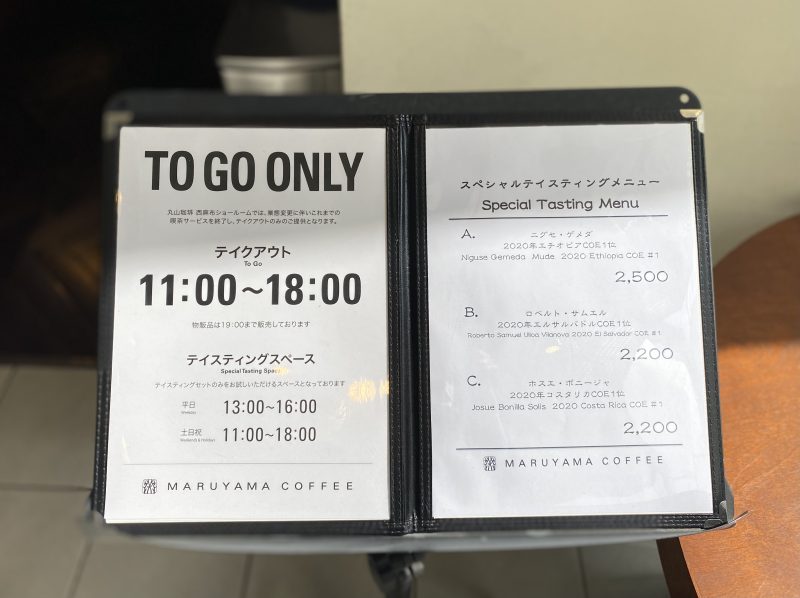 TO GO ONLY
丸山珈琲 西麻布ショールームでは、業態変更に伴いこれまでの
喫茶サービスを終了し、テイクアウトのみのご提供となります。
テイクアウト
To Go
11:00~18:00
物販品は19:00まで販売しております
テイスティングスペース
Special Tasting Space
テイスティングセットのみをお試しいただけるスペースとなっております
平日 13:00~16:00
Weekday
土日祝 11:00~18:00
Weekends & Holidays
MARUYAMA COFFEE
スペシャルテイスティングメニュー
Special Tasting Menu
A. ニグセ・ゲメダ
2020年エチオピアCOE1位
Niguse Gemeda Mude 2020 Ethiopia COE #1
2,500
B. ロベルト・サムエル
2020年エルサルバドルCOE1位
Roberto Samuel Ulloa Vilanova 2020 El Salvador COE #1
2,200
C. ホスエ・ボニージャ
2020年コスタリカCOE1位
Josue Bonilla Solis 2020 Costa Rica COE #1
2,200
MARUYAMA COFFEE